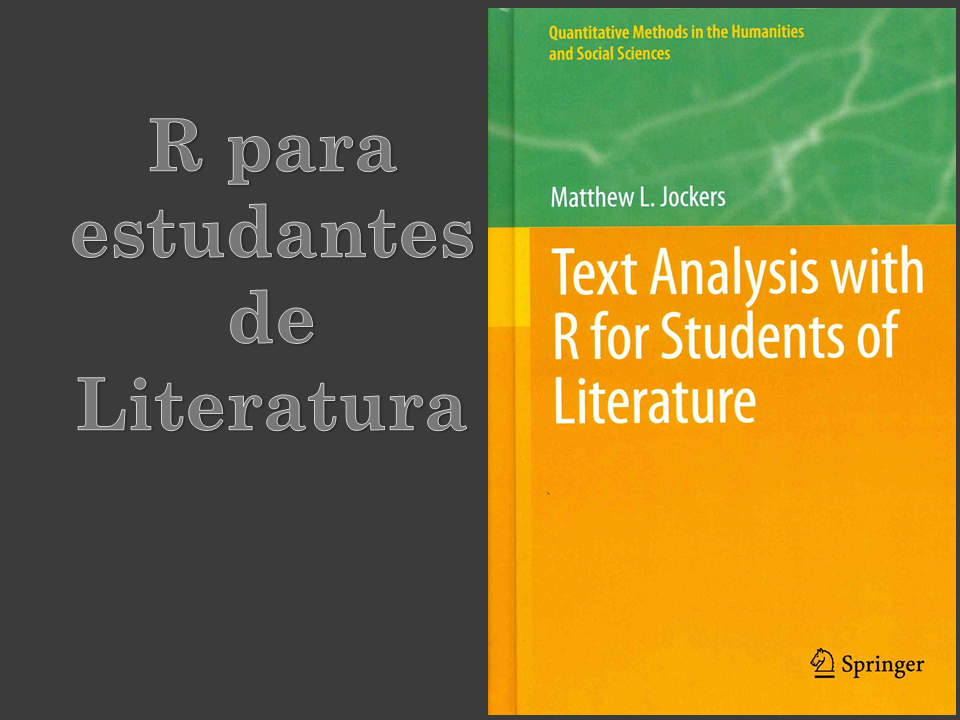 R para
estudantes
de
Literatura
Quantitative Methods in the Humanities
and Social Sciences
Matthew L. Jockers
Text Analysis with
R for Students of
Literature
Springer